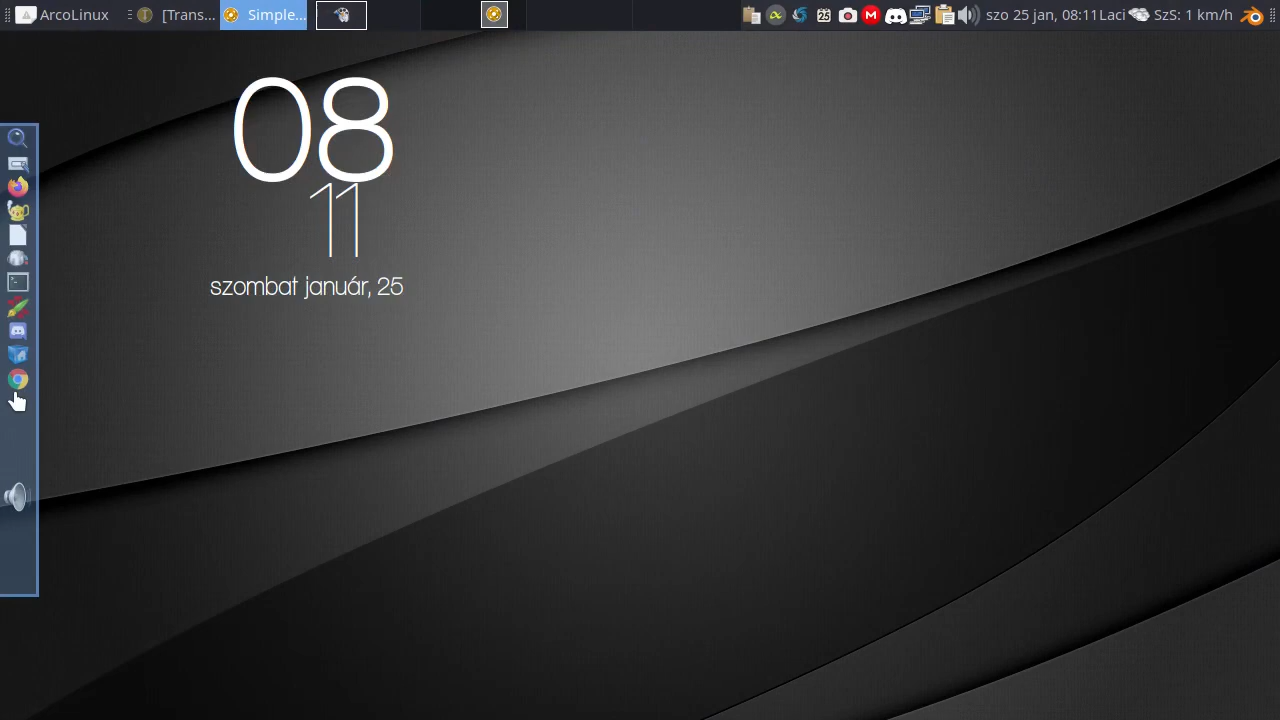 ArcoLinux
[Trans...
Simple...
25
M
szo 25 jan, 08:11
Laci
SzS: 1 km/h
08
11
szombat január, 25